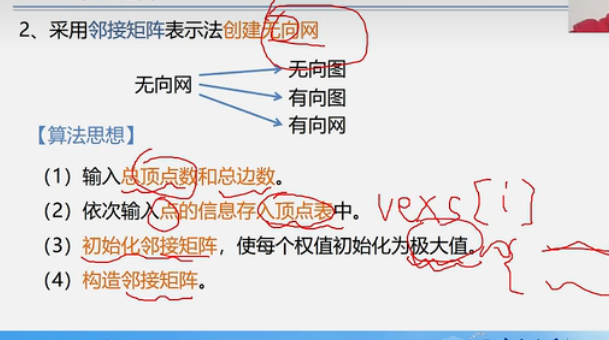 2、采用邻接矩阵表示法创建无向网
无向图
无向网
有向图
有向网
【算法思想】
(1)输入总顶点数和总边数。
(2)依次输入点的信息存入顶点表中。
vexs[i]
(3)初始化邻接矩阵，使每个权值初始化为极大值。
(4)构造邻接矩阵。